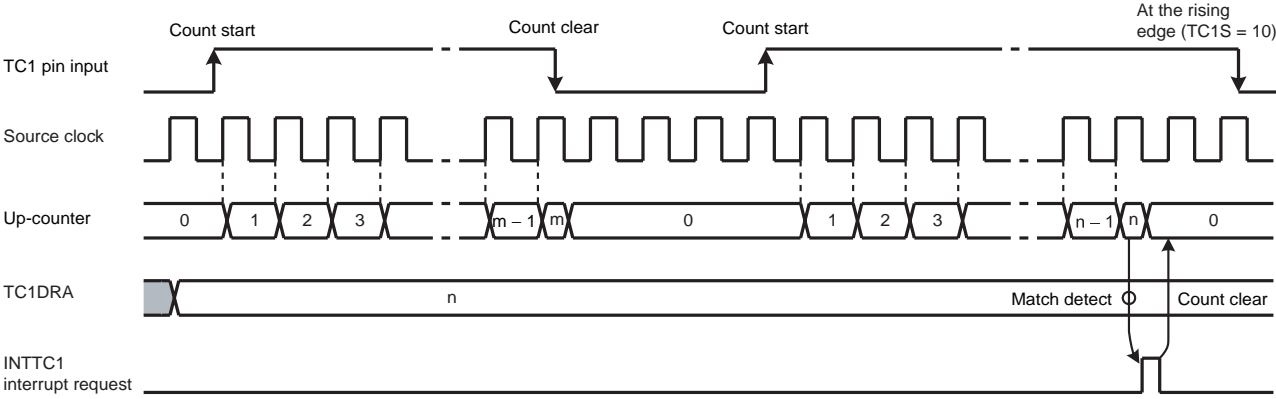 At the rising
edge (TC1S = 10)
Count start
Count clear
Count start
TC1 pin input
Source clock
Up-counter
0 1 2 3 m – 1 m 0 1 2 3 n – 1 n 0
TC1DRA
n
Match detect
Count clear
INTTC1
interrupt request